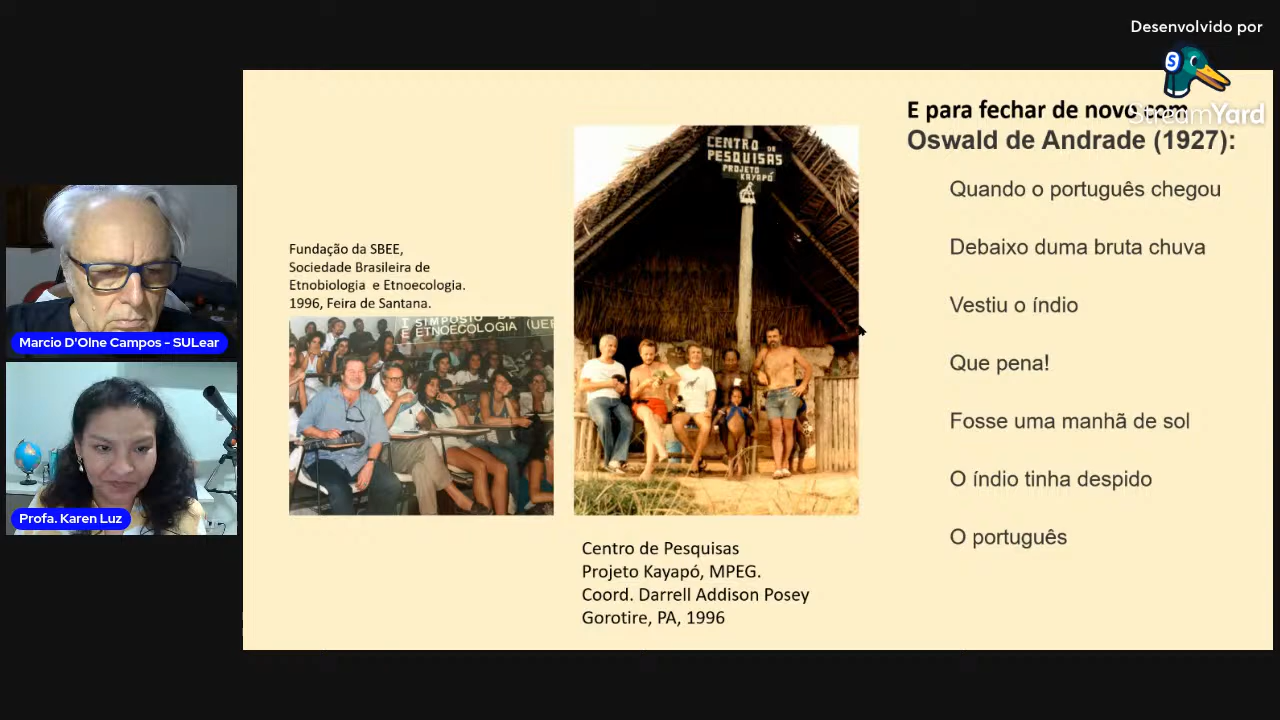 Desenvolvido por
StreamYard
E para fechar de novo com
Oswald de Andrade (1927):
Quando o português chegou
Debaixo duma bruta chuva
Vestiu o índio
Que pena!
Fosse uma manhã de sol
O índio tinha despido
O português
CENTRO DE
PESQUISAS
PROJETO
KAYAPÓ
Fundação da SBEE,
Sociedade Brasileira de
Etnobiologia e Etnoecologia.
1996, Feira de Santana.
I SIMPOSIO DE
E ETNOECOLOGIA (UEF
Centro de Pesquisas
Projeto Kayapó, MPEG.
Coord. Darrell Addison Posey
Gorotire, PA, 1996
Marcio D'Olne Campos - SULear
Profa. Karen Luz